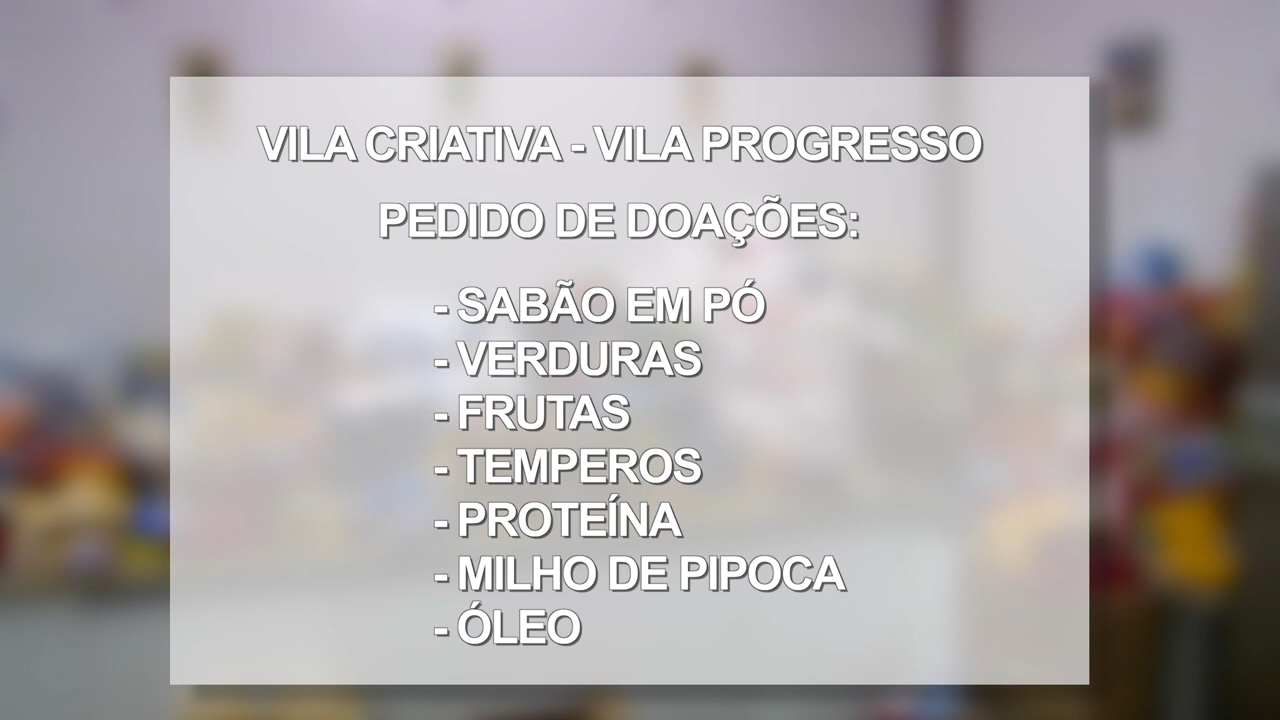 VILA CRIATIVA - VILA PROGRESSO
PEDIDO DE DOAÇÕES:
- SABÃO EM PÓ
- VERDURAS
- FRUTAS
- TEMPEROS
- PROTEÍNA
- MILHO DE PIPOCA
- ÓLEO